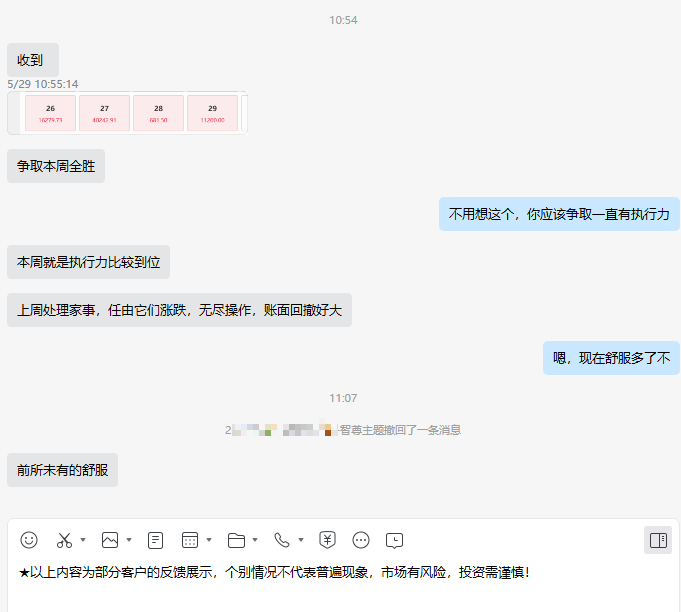 10:54
收到
5/29 10:55:14
26 27 28 29
16279.79 40242.91 681.50 11200.00
争取本周全胜
不用想这个，你应该争取一直有执行力
本周就是执行力比较到位
上周处理家事，任由它们涨跌，无尽操作，账面回撤好大
嗯，现在舒服多了不
11:07
2 智尊主题撤回了一条消息
前所未有的舒服
★以上内容为部分客户的反馈展示，个别情况不代表普遍现象，市场有风险，投资需谨慎！